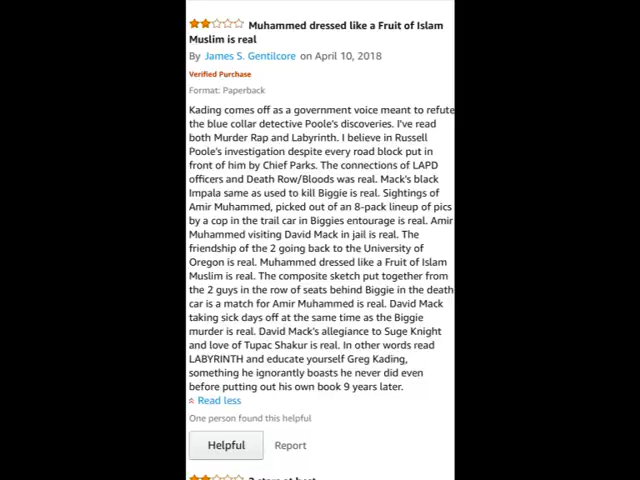 Muhammed dressed like a Fruit of Islam
Muslim is real
By James S. Gentilcore on April 10, 2018
Verified Purchase
Format: Paperback
Kading comes off as a government voice meant to refute
the blue collar detective Poole's discoveries. I've read
both Murder Rap and Labyrinth. I believe in Russell
Poole's investigation despite every road block put in
front of him by Chief Parks. The connections of LAPD
officers and Death Row/Bloods was real. Mack's black
Impala same as used to kill Biggie is real. Sightings of
Amir Muhammed, picked out of an 8-pack lineup of pics
by a cop in the trail car in Biggies entourage is real. Amir
Muhammed visiting David Mack in jail is real. The
friendship of the 2 going back to the University of
Oregon is real. Muhammed dressed like a Fruit of Islam
Muslim is real. The composite sketch put together from
the 2 guys in the row of seats behind Biggie in the death
car is a match for Amir Muhammed is real. David Mack
taking sick days off at the same time as the Biggie
murder is real. David Mack's allegiance to Suge Knight
and love of Tupac Shakur is real. In other words read
LABYRINTH and educate yourself Greg Kading,
something he ignorantly boasts he never did even
before putting out his own book 9 years later.
Read less
One person found this helpful
Helpful Report